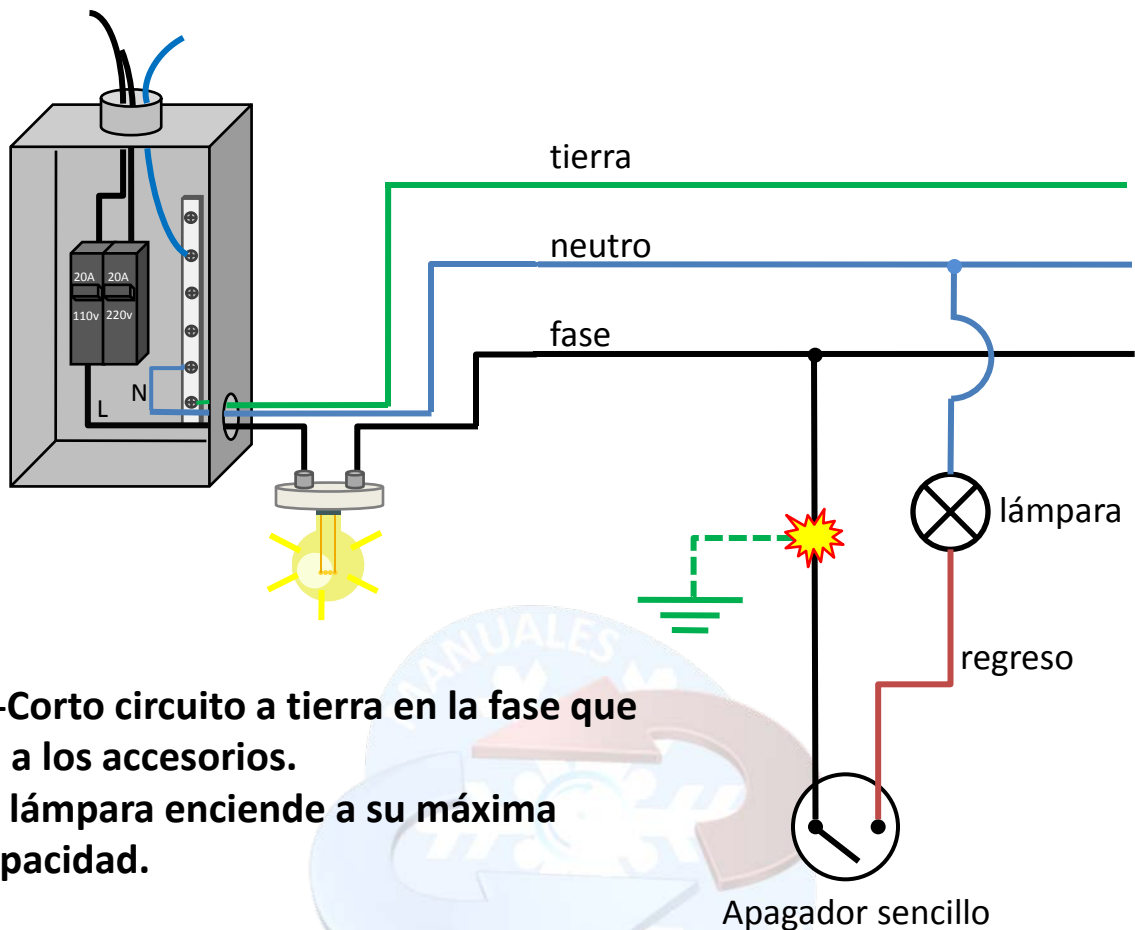 tierra
neutro
fase
20A 20A
110v 220v
N
L
lámpara
regreso
MANUALES
-Corto circuito a tierra en la fase que
a los accesorios.
lámpara enciende a su máxima
pacidad.
Apagador sencillo